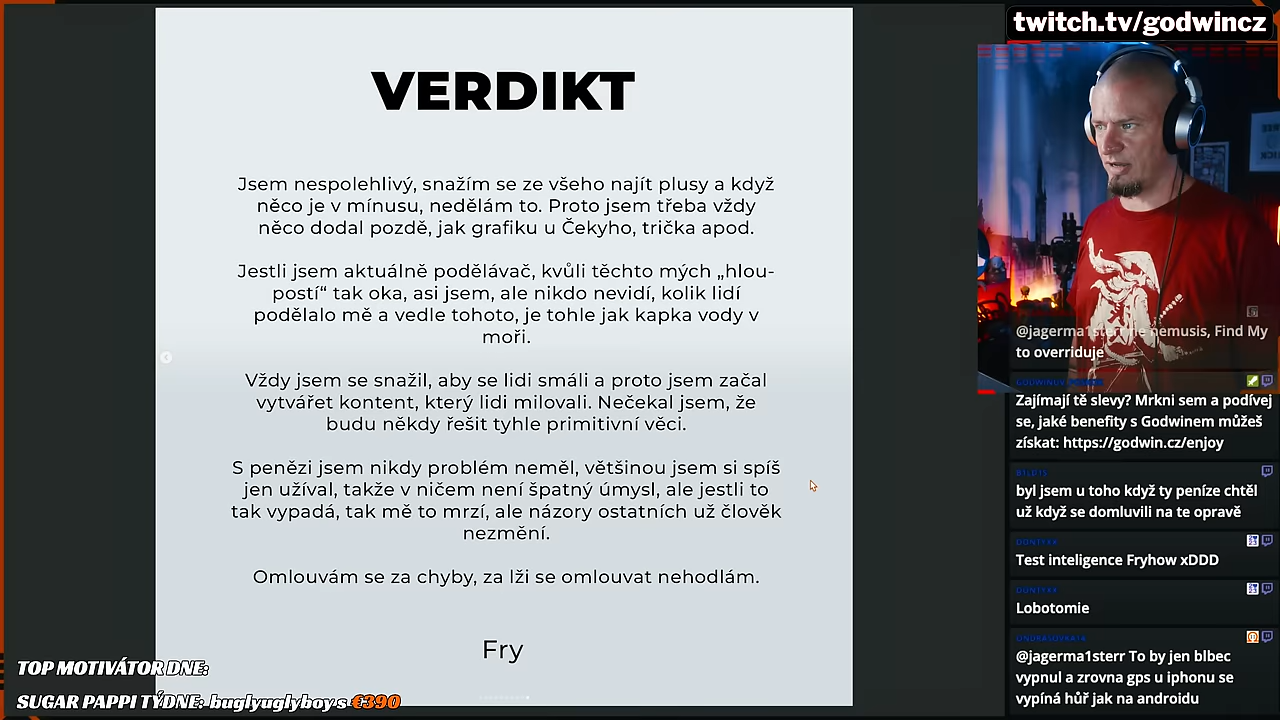 twitch.tv/godwincz
VERDIKT
Jsem nespolehlivý, snažím se ze všeho najít plusy a když
něco je v mínusu, nedělám to. Proto jsem třeba vždy
něco dodal pozdě, jak grafiku u Čekyho, trička apod.
Jestli jsem aktuálně podělávač, kvůli těchto mých „hlou-
postí“ tak oka, asi jsem, ale nikdo nevidí, kolik lidí
podělalo mě a vedle tohoto, je tohle jak kapka vody v
moři.
Vždy jsem se snažil, aby se lidi smáli a proto jsem začal
vytvářet kontent, který lidi milovali. Nečekal jsem, že
budu někdy řešit tyhle primitivní věci.
S penězi jsem nikdy problém neměl, většinou jsem si spíš
jen užíval, takže v ničem není špatný úmysl, ale jestli to
tak vypadá, tak mě to mrzí, ale názory ostatních už člověk
nezmění.
Omlouvám se za chyby, za lži se omlouvat nehodlám.
Fry
TOP MOTIVÁTOR DNE:
SUGAR PAPPI TÝDNE: buglyuglyboy s €390
@jagerma1sterr ne nemusis, Find My
to overriduje
Zajímají tě slevy? Mrkni sem a podívej
se, jaké benefity s Godwinem můžeš
získat: https://godwin.cz/enjoy
byl jsem u toho když ty peníze chtěl
už když se domluvili na te opravě
DONTYXX
Test inteligence Fryhow xDDD
DONTYXX
Lobotomie
@jagerma1sterr To by jen blbec
vypnul a zrovna gps u iphonu se
vypíná hůř jak na androidu